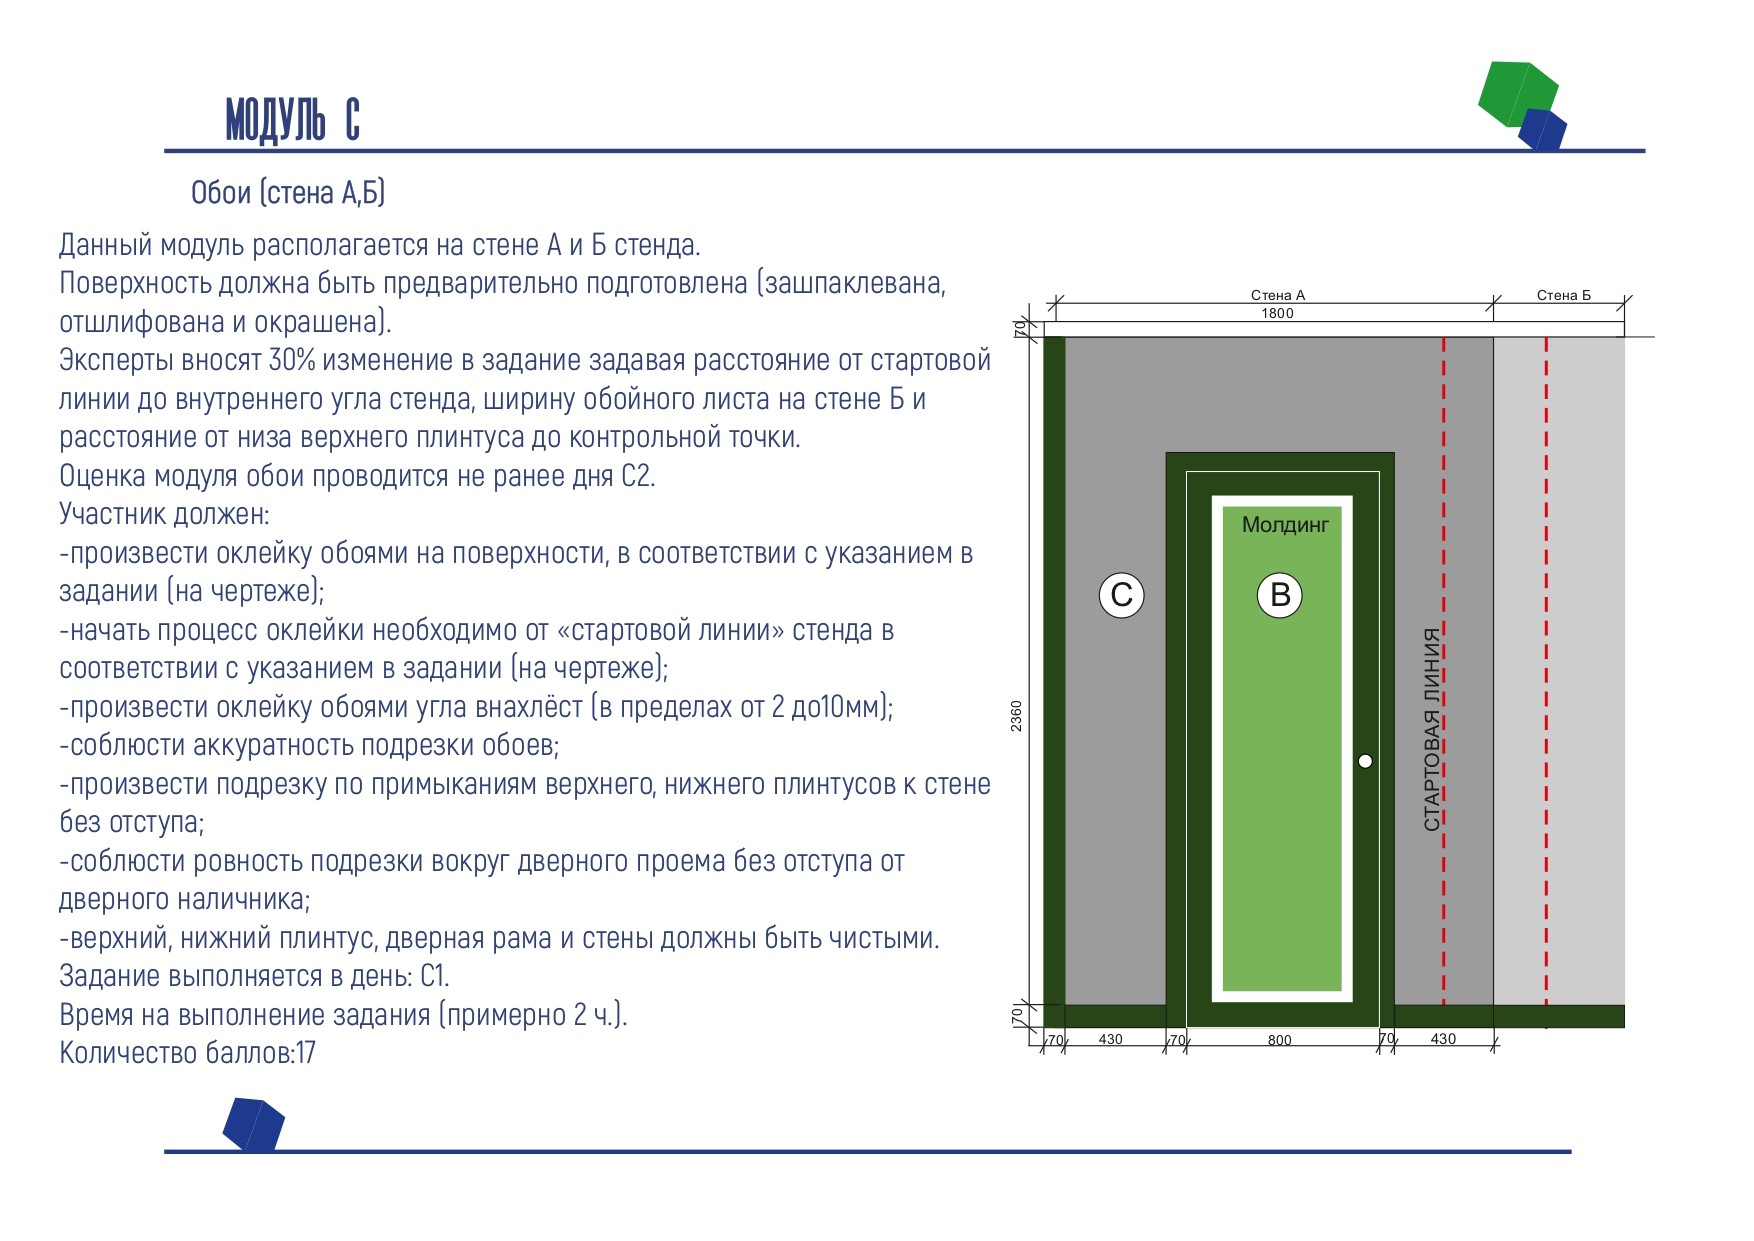 МОДУЛЬ С
Обои (стена А,Б)
Данный модуль располагается на стене А и Б стенда.
Поверхность должна быть предварительно подготовлена (зашпаклевана,
отшлифована и окрашена).
Эксперты вносят 30% изменение в задание задавая расстояние от стартовой
линии до внутреннего угла стенда, ширину обойного листа на стене Б и
расстояние от низа верхнего плинтуса до контрольной точки.
Оценка модуля обои проводится не ранее дня С2.
Участник должен:
-произвести оклейку обоями на поверхности, в соответствии с указанием в
задании (на чертеже);
-начать процесс оклейки необходимо от «стартовой линии» стенда в
соответствии с указанием в задании (на чертеже);
-произвести оклейку обоями угла внахлёст (в пределах от 2 до10мм);
-соблюсти аккуратность подрезки обоев;
-произвести подрезку по примыканиям верхнего, нижнего плинтусов к стене
без отступа;
-соблюсти ровность подрезки вокруг дверного проема без отступа от
дверного наличника;
-верхний, нижний плинтус, дверная рама и стены должны быть чистыми.
Задание выполняется в день: С1.
Время на выполнение задания (примерно 2 ч.).
Количество баллов:17
Стена А
Стена Б
1800
70
Молдинг
С
В
СТАРТОВАЯ ЛИНИЯ
2360
70
70
430
70
800
70
430